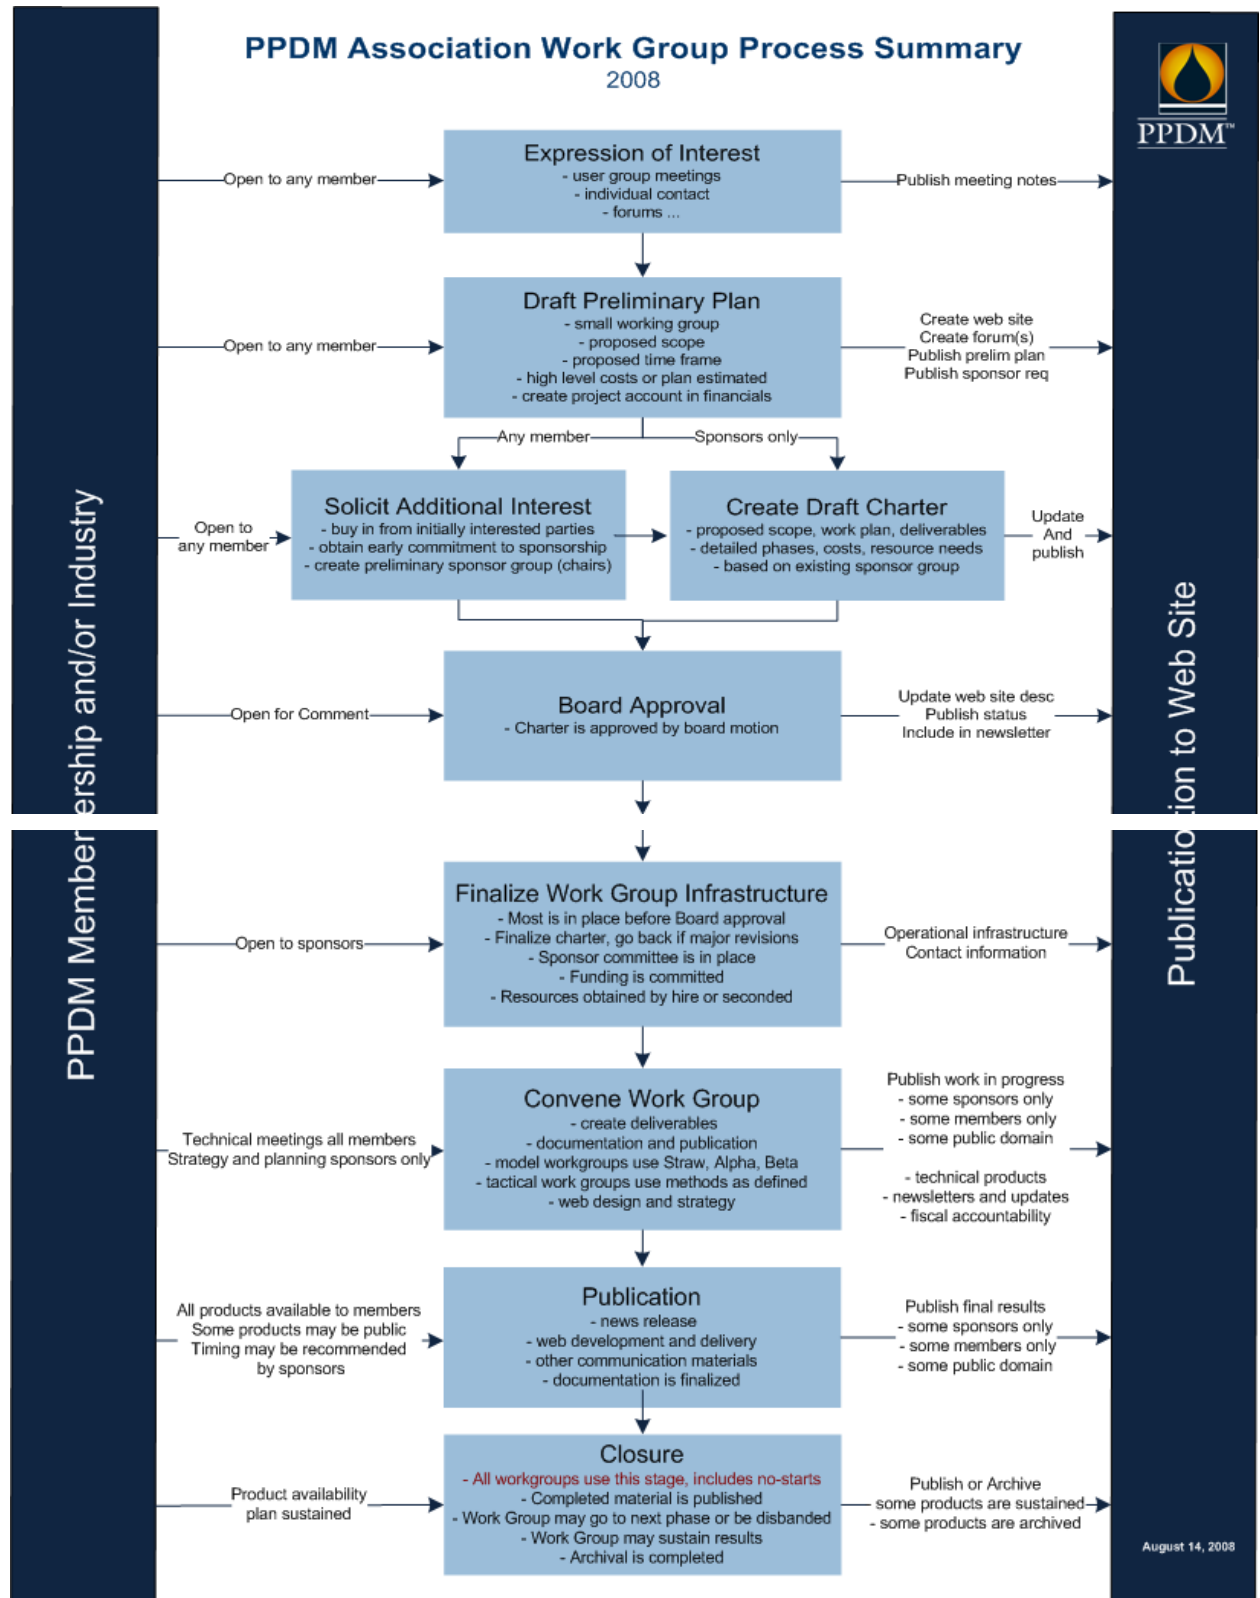 PPDM Association Work Group Process Summary
2008
PPDM™
Expression of Interest
- user group meetings
- individual contact
- forums ...
Open to any member
Publish meeting notes
Draft Preliminary Plan
- small working group
- proposed scope
- proposed time frame
- high level costs or plan estimated
- create project account in financials
Open to any member
Create web site
Create forum(s)
Publish prelim plan
Publish sponsor req
Any member
Sponsors only
Open to
any member
Solicit Additional Interest
- buy in from initially interested parties
- obtain early commitment to sponsorship
- create preliminary sponsor group (chairs)
Create Draft Charter
- proposed scope, work plan, deliverables
- detailed phases, costs, resource needs
- based on existing sponsor group
Update
And
publish
Open for Comment
Board Approval
- Charter is approved by board motion
Update web site desc
Publish status
Include in newsletter
PPDM Membership and/or Industry
Publication to Web Site
Open to sponsors
Finalize Work Group Infrastructure
- Most is in place before Board approval
- Finalize charter, go back if major revisions
- Sponsor committee is in place
- Funding is committed
- Resources obtained by hire or seconded
Operational infrastructure
Contact information
Technical meetings all members
Strategy and planning sponsors only
Convene Work Group
- create deliverables
- documentation and publication
- model workgroups use Straw, Alpha, Beta
- tactical work groups use methods as defined
- web design and strategy
Publish work in progress
- some sponsors only
- some members only
- some public domain
- technical products
- newsletters and updates
- fiscal accountability
All products available to members
Some products may be public
Timing may be recommended
by sponsors
Publication
- news release
- web development and delivery
- other communication materials
- documentation is finalized
Publish final results
- some sponsors only
- some members only
- some public domain
Product availability
plan sustained
Closure
- All workgroups use this stage, includes no-starts
- Completed material is published
- Work Group may go to next phase or be disbanded
- Work Group may sustain results
- Archival is completed
Publish or Archive
some products are sustained
- some products are archived
August 14, 2008